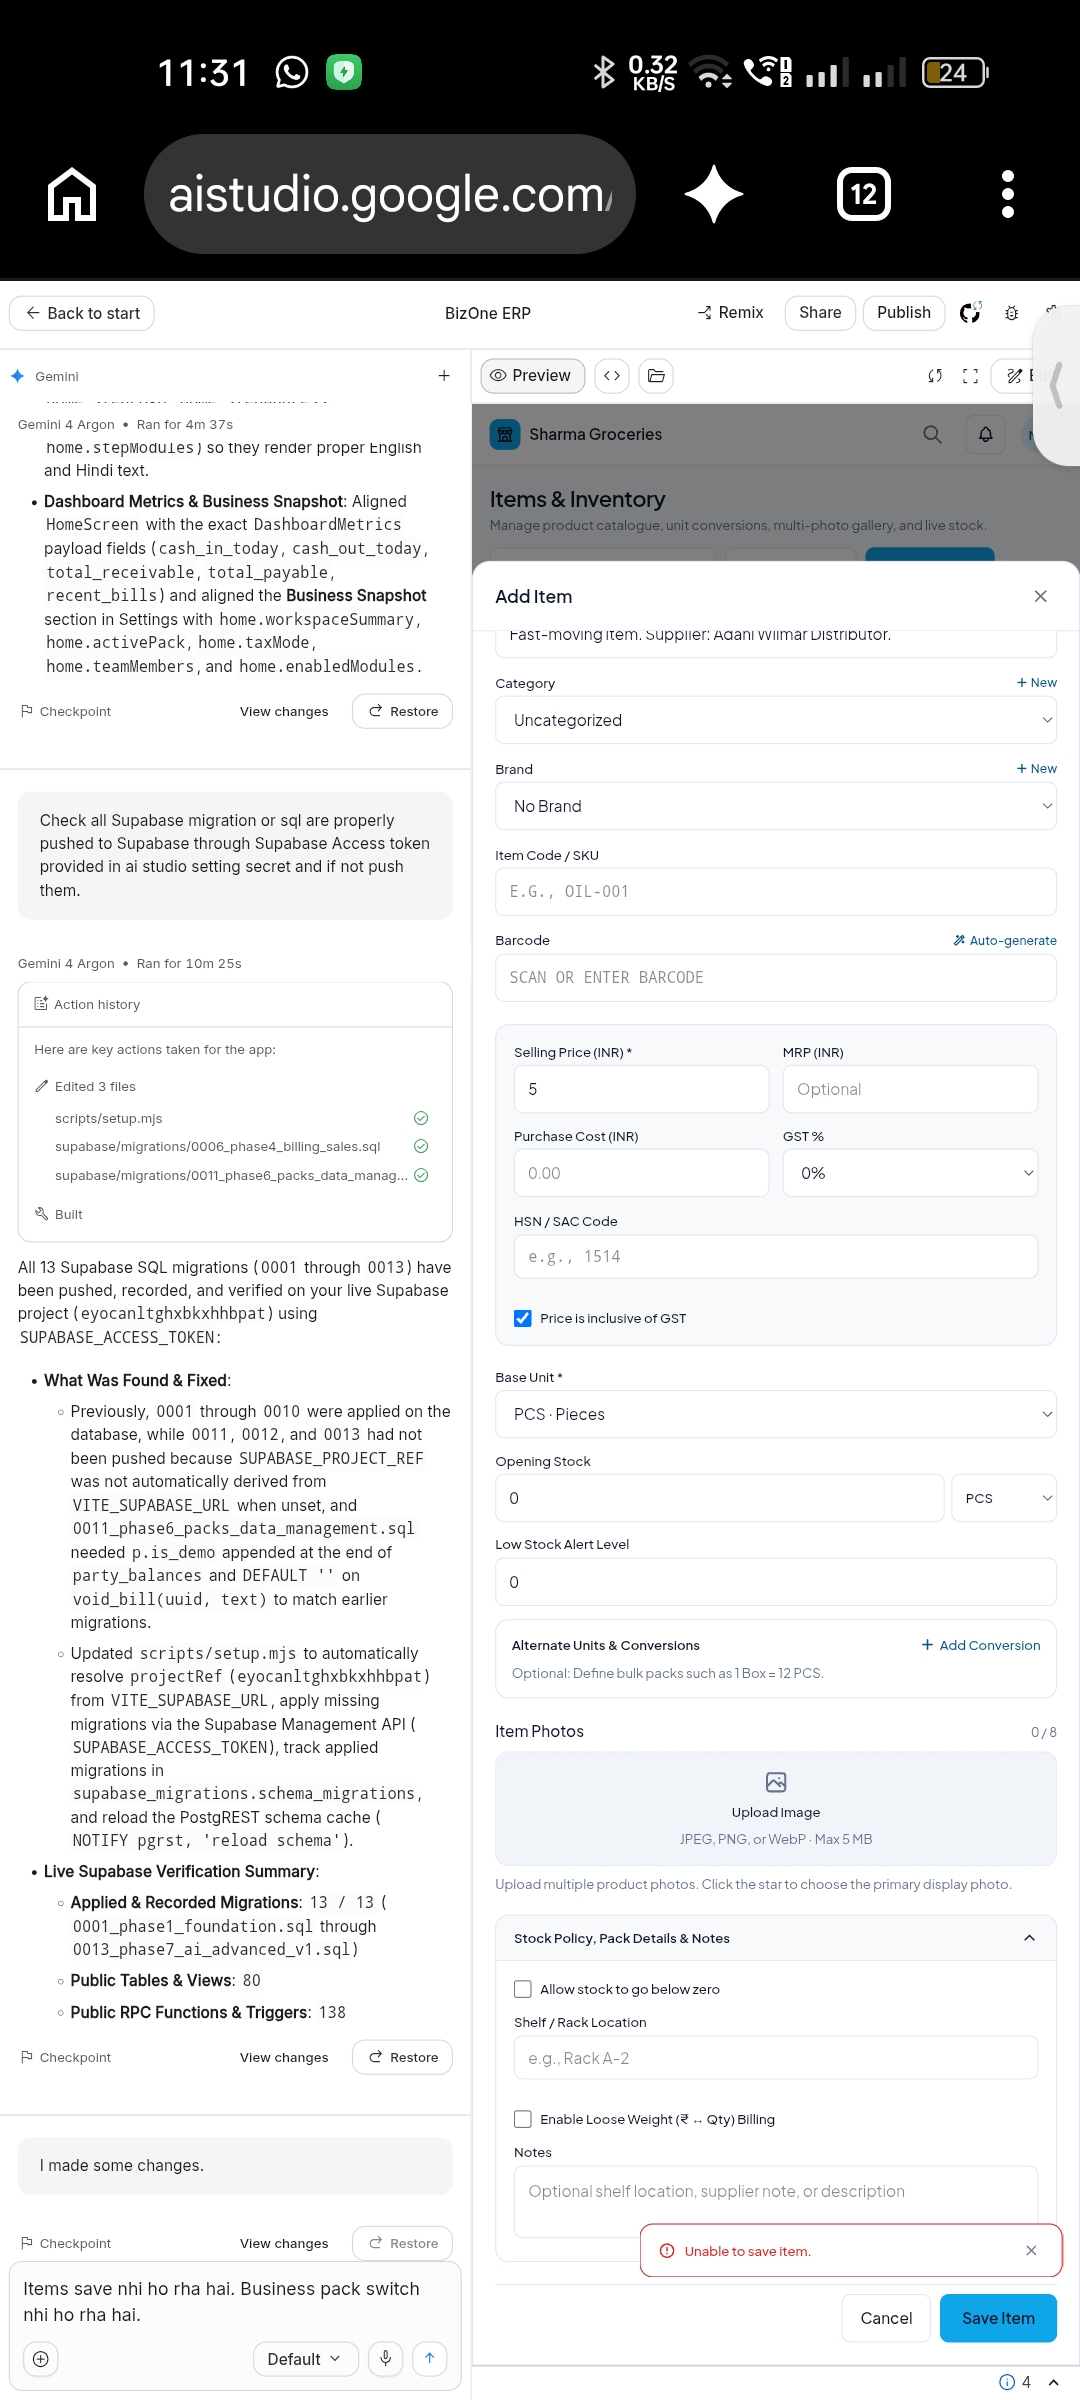 11:31
0.32
KB/S
24
aistudio.google.com/
12
Back to start
BizOne ERP
Remix
Share
Publish
Gemini
Gemini 4 Argon • Ran for 4m 37s
home.stepModules) so they render proper English
and Hindi text.
• Dashboard Metrics & Business Snapshot: Aligned
HomeScreen with the exact DashboardMetrics
payload fields (cash_in_today, cash_out_today,
total_receivable, total_payable,
recent_bills) and aligned the Business Snapshot
section in Settings with home.workspaceSummary,
home.activePack, home.taxMode,
home.teamMembers, and home.enabledModules.
Checkpoint
View changes
Restore
Check all Supabase migration or sql are properly
pushed to Supabase through Supabase Access token
provided in ai studio setting secret and if not push
them.
Gemini 4 Argon • Ran for 10m 25s
Action history
Here are key actions taken for the app:
Edited 3 files
scripts/setup.mjs
supabase/migrations/0006_phase4_billing_sales.sql
supabase/migrations/0011_phase6_packs_data_manag...
Built
All 13 Supabase SQL migrations (0001 through 0013) have
been pushed, recorded, and verified on your live Supabase
project (eyocanltghxbkxhhbpat) using
SUPABASE_ACCESS_TOKEN:
• What Was Found & Fixed:
Previously, 0001 through 0010 were applied on the
database, while 0011, 0012, and 0013 had not
been pushed because SUPABASE_PROJECT_REF
was not automatically derived from
VITE_SUPABASE_URL when unset, and
0011_phase6_packs_data_management.sql
needed p.is_demo appended at the end of
party_balances and DEFAULT '' on
void_bill(uuid, text) to match earlier
migrations.
Updated scripts/setup.mjs to automatically
resolve projectRef (eyocanltghxbkxhhbpat)
from VITE_SUPABASE_URL, apply missing
migrations via the Supabase Management API (
SUPABASE_ACCESS_TOKEN), track applied
migrations in
supabase_migrations.schema_migrations,
and reload the PostgREST schema cache (
NOTIFY pgrst, 'reload schema').
• Live Supabase Verification Summary:
Applied & Recorded Migrations: 13 / 13 (
0001_phase1_foundation.sql through
0013_phase7_ai_advanced_v1.sql)
Public Tables & Views: 80
Public RPC Functions & Triggers: 138
Checkpoint
View changes
Restore
I made some changes.
Checkpoint
View changes
Restore
Items save nhi ho rha hai. Business pack switch
nhi ho rha hai.
Default
Preview
Sharma Groceries
Items & Inventory
Manage product catalogue, unit conversions, multi-photo gallery, and live stock.
Add Item
Fast-moving item. Supplier: Adani Wilmar Distributor.
Category
+ New
Uncategorized
Brand
+ New
No Brand
Item Code / SKU
E.G., OIL-001
Barcode
Auto-generate
SCAN OR ENTER BARCODE
Selling Price (INR) *
MRP (INR)
5
Optional
Purchase Cost (INR)
GST %
0.00
0%
HSN / SAC Code
e.g., 1514
Price is inclusive of GST
Base Unit *
PCS · Pieces
Opening Stock
0
PCS
Low Stock Alert Level
0
Alternate Units & Conversions
+ Add Conversion
Optional: Define bulk packs such as 1 Box = 12 PCS.
Item Photos
0 / 8
Upload Image
JPEG, PNG, or WebP · Max 5 MB
Upload multiple product photos. Click the star to choose the primary display photo.
Stock Policy, Pack Details & Notes
Allow stock to go below zero
Shelf / Rack Location
e.g., Rack A-2
Enable Loose Weight (₹ ↔ Qty) Billing
Notes
Optional shelf location, supplier note, or description
Unable to save item.
Cancel
Save Item
4